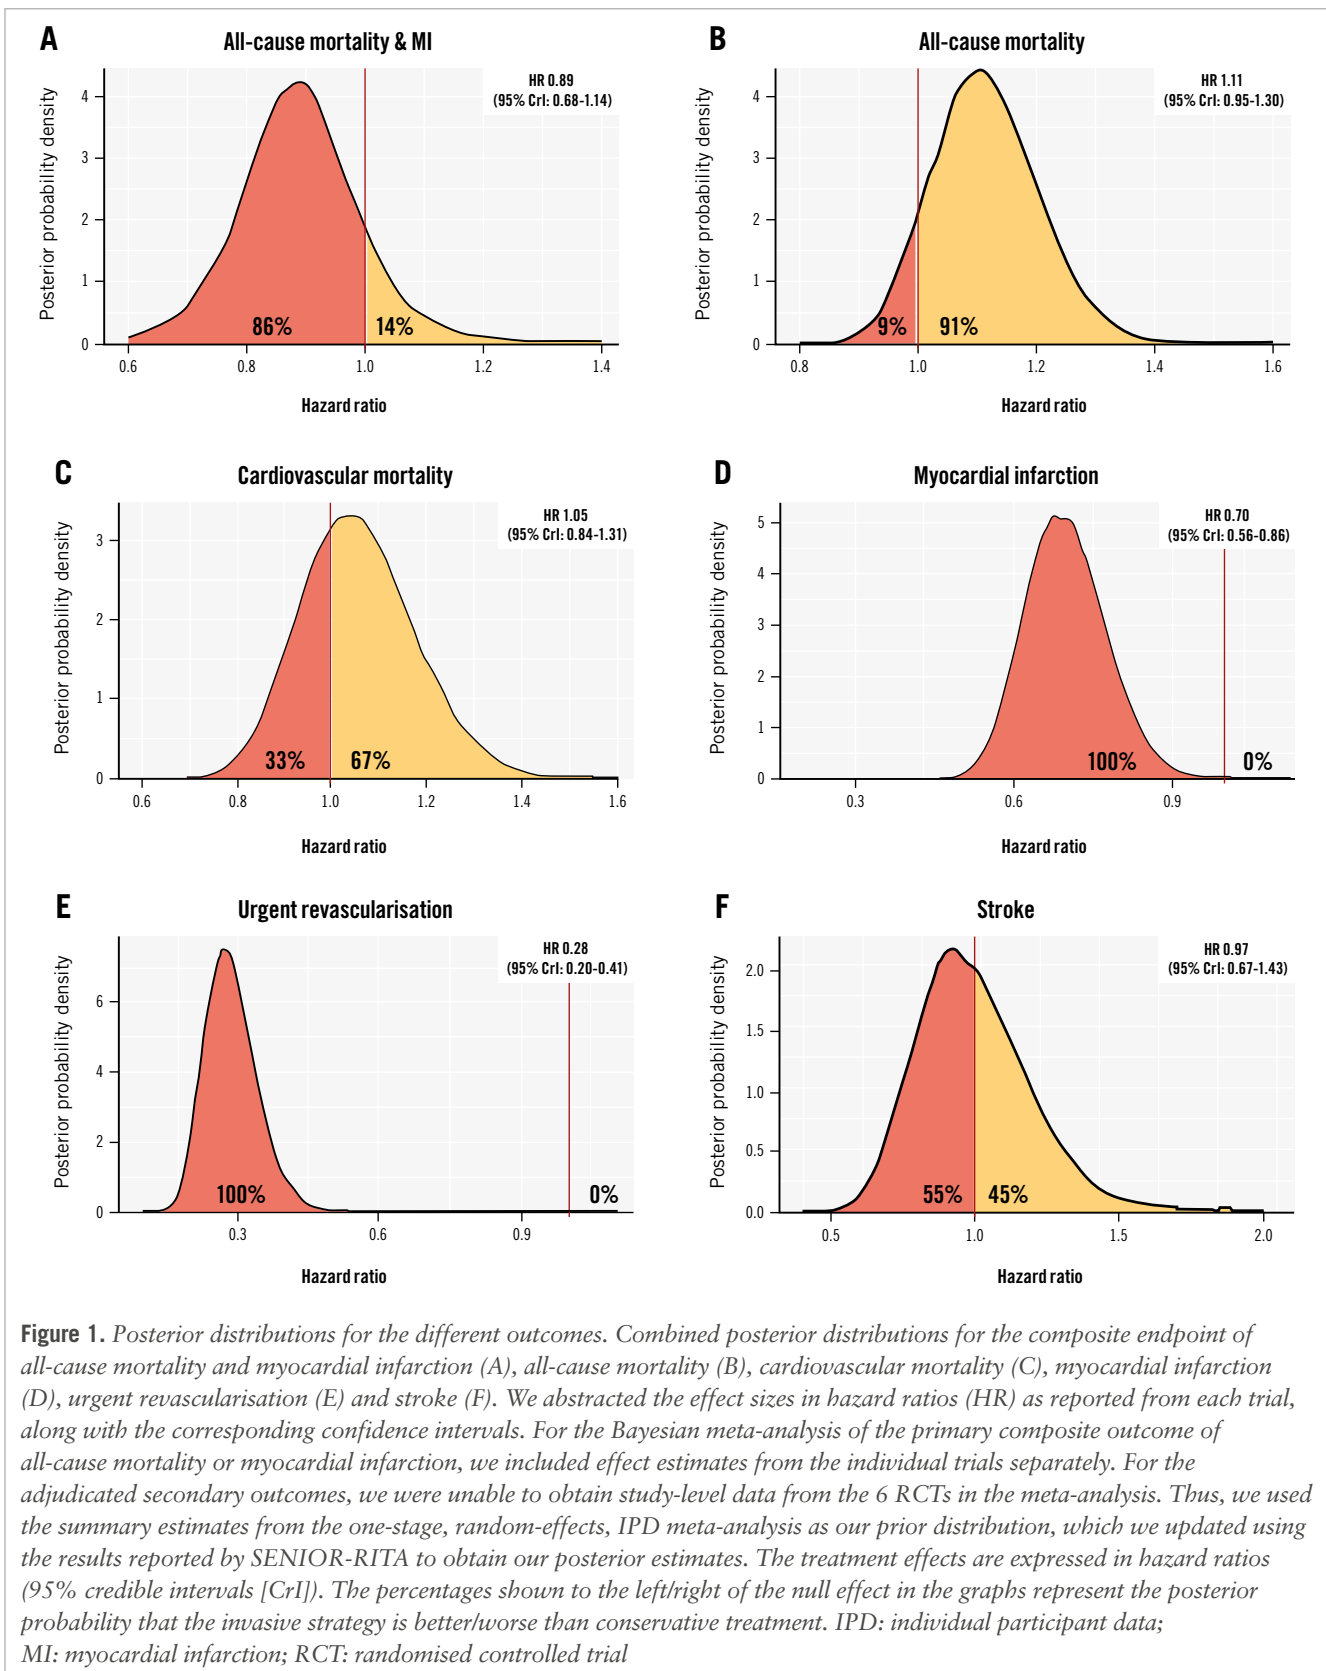 A
All-cause mortality & MI
HR 0.89
(95% CrI: 0.68-1.14)
Posterior probability density
4
3
2
1
0
86%
14%
0.6
0.8
1.0
1.2
1.4
Hazard ratio
B
All-cause mortality
HR 1.11
(95% CrI: 0.95-1.30)
Posterior probability density
4
3
2
1
0
9%
91%
0.8
1.0
1.2
1.4
1.6
Hazard ratio
C
Cardiovascular mortality
HR 1.05
(95% CrI: 0.84-1.31)
Posterior probability density
3
2
1
0
33%
67%
0.6
0.8
1.0
1.2
1.4
1.6
Hazard ratio
D
Myocardial infarction
HR 0.70
(95% CrI: 0.56-0.86)
Posterior probability density
5
4
3
2
1
0
100%
0%
0.3
0.6
0.9
Hazard ratio
E
Urgent revascularisation
HR 0.28
(95% CrI: 0.20-0.41)
Posterior probability density
6
4
2
0
100%
0%
0.3
0.6
0.9
Hazard ratio
F
Stroke
HR 0.97
(95% CrI: 0.67-1.43)
Posterior probability density
2.0
1.5
1.0
0.5
0.0
55%
45%
0.5
1.0
1.5
2.0
Hazard ratio
Figure 1. Posterior distributions for the different outcomes. Combined posterior distributions for the composite endpoint of
all-cause mortality and myocardial infarction (A), all-cause mortality (B), cardiovascular mortality (C), myocardial infarction
(D), urgent revascularisation (E) and stroke (F). We abstracted the effect sizes in hazard ratios (HR) as reported from each trial,
along with the corresponding confidence intervals. For the Bayesian meta-analysis of the primary composite outcome of
all-cause mortality or myocardial infarction, we included effect estimates from the individual trials separately. For the
adjudicated secondary outcomes, we were unable to obtain study-level data from the 6 RCTs in the meta-analysis. Thus, we used
the summary estimates from the one-stage, random-effects, IPD meta-analysis as our prior distribution, which we updated using
the results reported by SENIOR-RITA to obtain our posterior estimates. The treatment effects are expressed in hazard ratios
(95% credible intervals [CrI]). The percentages shown to the left/right of the null effect in the graphs represent the posterior
probability that the invasive strategy is better/worse than conservative treatment. IPD: individual participant data;
MI: myocardial infarction; RCT: randomised controlled trial